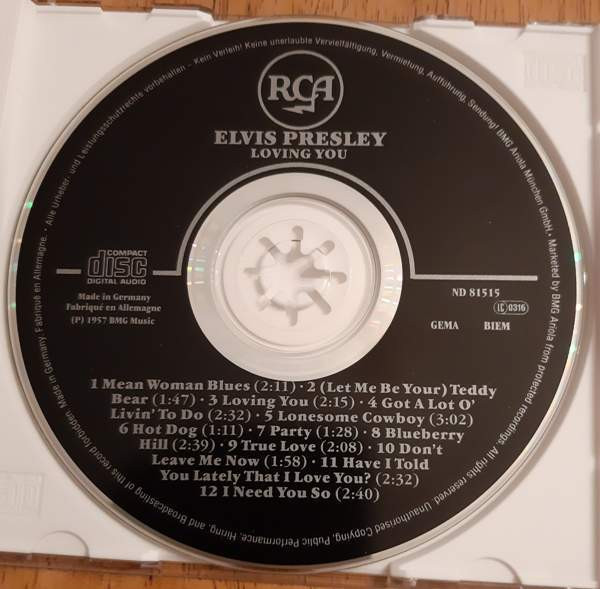 RCA
ELVIS PRESLEY
LOVING YOU
COMPACT
disc
DIGITAL AUDIO
Made in Germany
Fabriqué en Allemagne
(P) 1957 BMG Music
ND 81515
LC 0316
GEMA BIEM
1 Mean Woman Blues (2:11) · 2 (Let Me Be Your) Teddy
Bear (1:47) · 3 Loving You (2:15) · 4 Got A Lot O'
Livin' To Do (2:32) · 5 Lonesome Cowboy (3:02)
6 Hot Dog (1:11) · 7 Party (1:28) · 8 Blueberry
Hill (2:39) · 9 True Love (2:08) · 10 Don't
Leave Me Now (1:58) · 11 Have I Told
You Lately That I Love You? (2:32)
12 I Need You So (2:40)
Made in Germany. Fabriqué en Allemagne. · Alle Urheber- und Leistungsschutzrechte vorbehalten – Kein Verleih! Keine unerlaubte Vervielfältigung, Vermietung, Aufführung, Sendung! BMG Ariola München GmbH. · Marketed by BMG Ariola from protected recordings. All rights reserved. Unauthorised Copying, Public Performance, Hiring, and Broadcasting of this record forbidden.